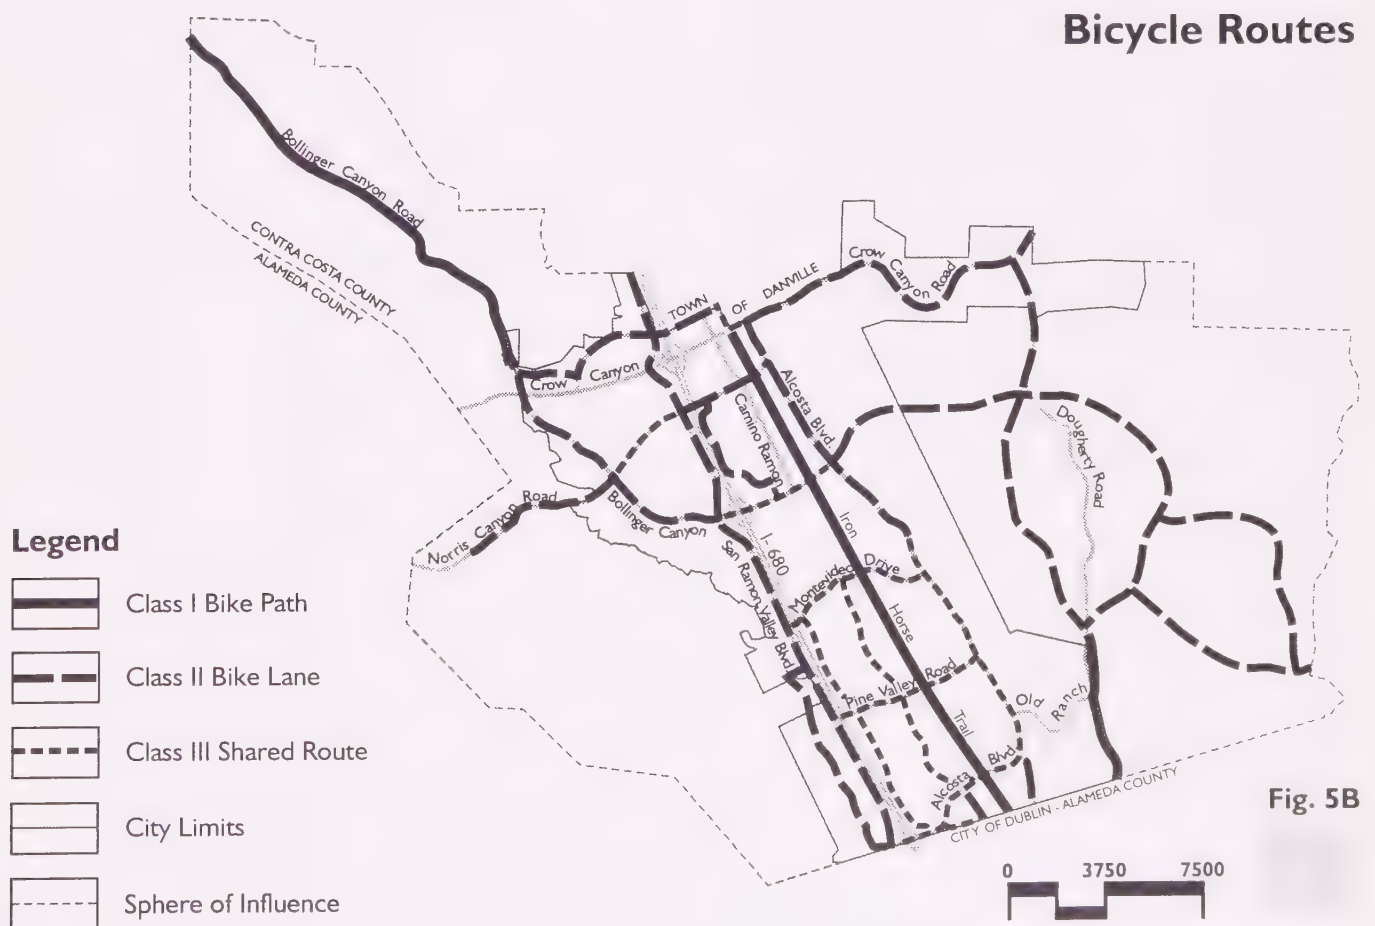 Bicycle Routes
Bollinger Canyon Road
CONTRA COSTA COUNTY
ALAMEDA COUNTY
TOWN OF DANVILLE
Crow Canyon Road
Crow Canyon
Alcosta Blvd.
Camino Ramon
Dougherty Road
Norris Canyon Road
Bollinger Canyon
San Ramon Valley Blvd.
I-680
Iron Horse Trail
Montevideo Drive
Pine Valley Road
Old Ranch
Alcosta Blvd.
CITY OF DUBLIN - ALAMEDA COUNTY
Legend
Class I Bike Path
Class II Bike Lane
Class III Shared Route
City Limits
Sphere of Influence
Fig. 5B
0 3750 7500